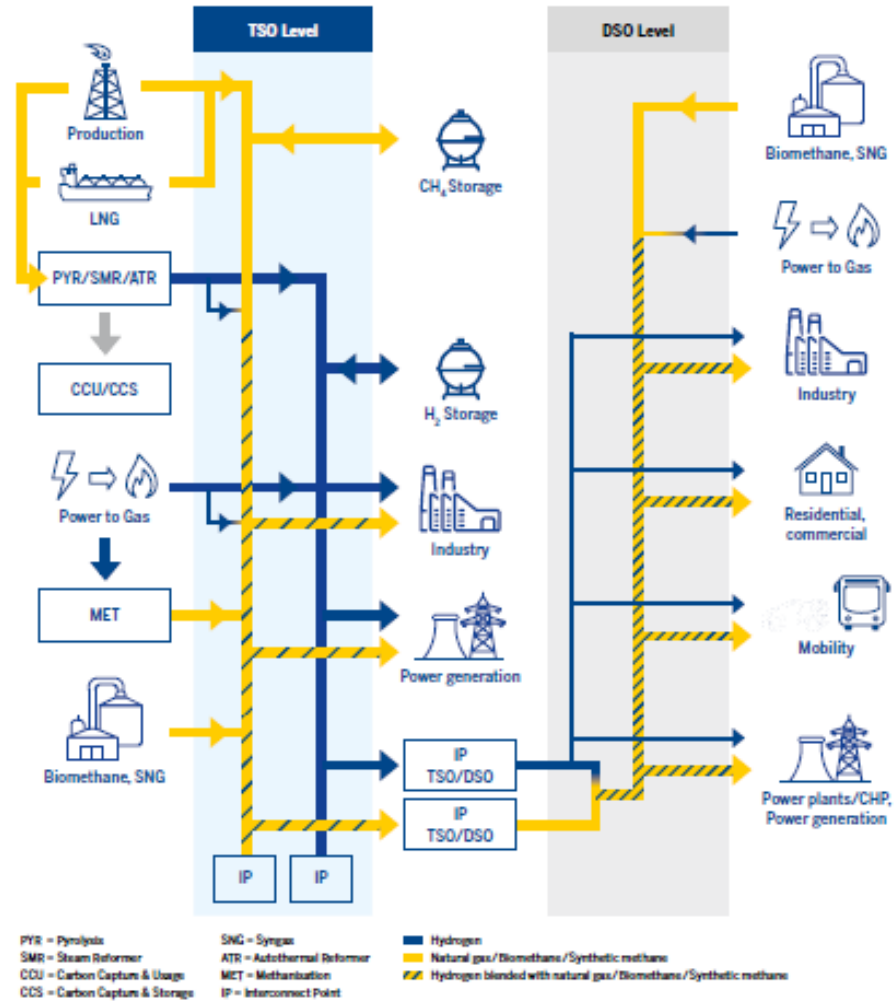 TSO Level
DSO Level
Production
LNG
PYR/SMR/ATR
CCU/CCS
Power to Gas
MET
Biomethane, SNG
CH₄ Storage
H₂ Storage
Industry
Power generation
IP
TSO/DSO
IP
TSO/DSO
IP
IP
Biomethane, SNG
Power to Gas
Industry
Residential,
commercial
Mobility
Power plants/CHP,
Power generation
PYR = Pyrolysis
SMR = Steam Reformer
CCU = Carbon Capture & Usage
CCS = Carbon Capture & Storage
SNG = Syngas
ATR = Autothermal Reformer
MET = Methanisation
IP = Interconnect Point
Hydrogen
Natural gas/Biomethane/Synthetic methane
Hydrogen blended with natural gas/Biomethane/Synthetic methane